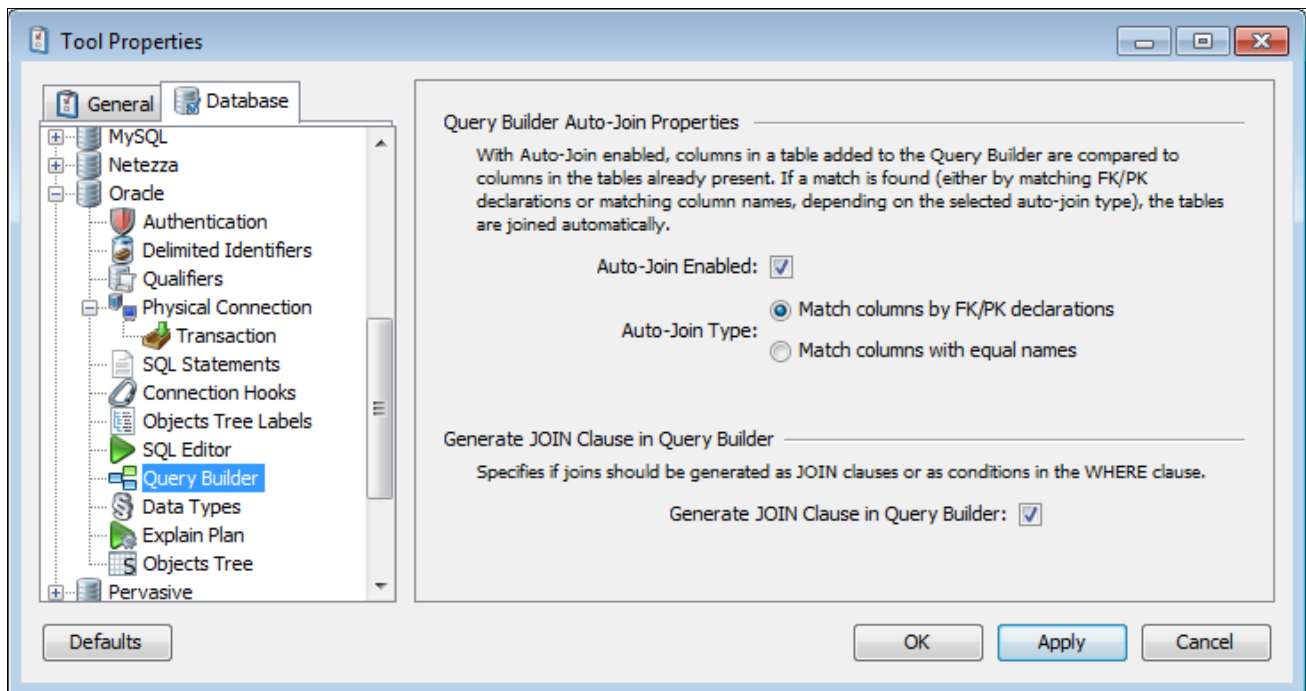 Tool Properties
General
Database
MySQL
Netezza
Oracle
Authentication
Delimited Identifiers
Qualifiers
Physical Connection
Transaction
SQL Statements
Connection Hooks
Objects Tree Labels
SQL Editor
Query Builder
Data Types
Explain Plan
Objects Tree
Pervasive
Query Builder Auto-Join Properties
With Auto-Join enabled, columns in a table added to the Query Builder are compared to
columns in the tables already present. If a match is found (either by matching FK/PK
declarations or matching column names, depending on the selected auto-join type), the tables
are joined automatically.
Auto-Join Enabled:
Auto-Join Type:
Match columns by FK/PK declarations
Match columns with equal names
Generate JOIN Clause in Query Builder
Specifies if joins should be generated as JOIN clauses or as conditions in the WHERE clause.
Generate JOIN Clause in Query Builder:
Defaults
OK
Apply
Cancel